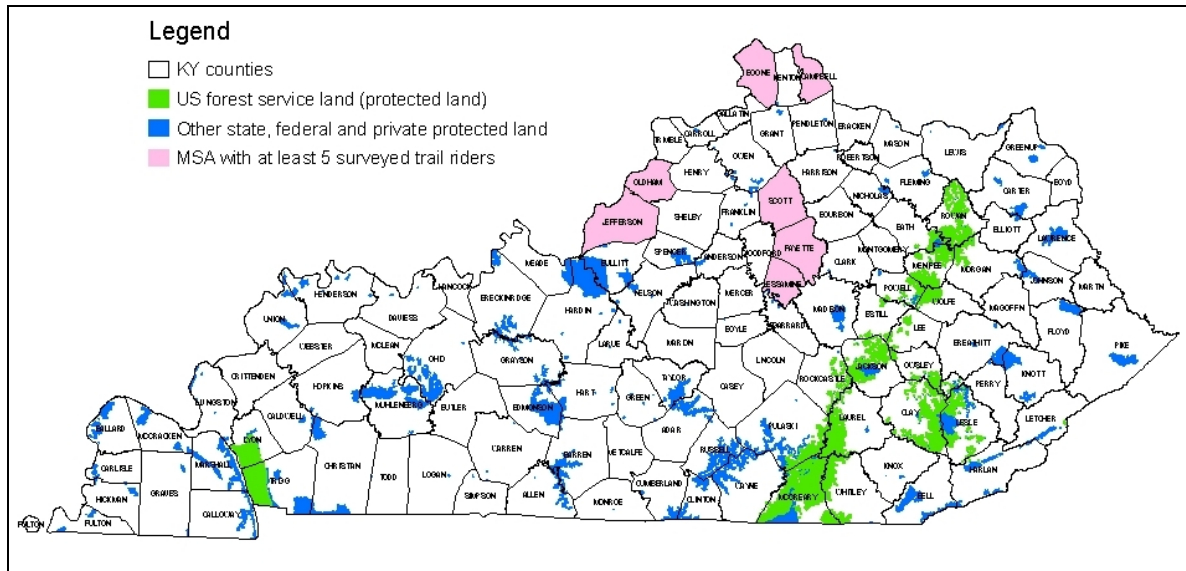 Legend
KY counties
US forest service land (protected land)
Other state, federal and private protected land
MSA with at least 5 surveyed trail riders
BOONE
KENTON
CAMPBELL
GALLATIN
PENDLETON
BRACKEN
CARROLL
GRANT
MASON
TRIMBLE
LEWIS
GREENUP
OWEN
ROBERTSON
HENRY
HARRISON
OLDHAM
FLEMING
NICHOLAS
CARTER
BOYD
SCOTT
FRANKLIN
SHELBY
BOURBON
ROWAN
JEFFERSON
BATH
ELLIOTT
LAWRENCE
FAYETTE
MONTGOMERY
SPENCER
ANDERSON
WOODFORD
BULLITT
CLARK
MENIFEE
MORGAN
MEADE
JESSAMINE
JOHNSON
MARTIN
NELSON
POWELL
HANCOCK
MERCER
HENDERSON
BRECKINRIDGE
WASHINGTON
MADISON
WOLFE
MAGOFFIN
HARDIN
ESTILL
UNION
DAVIESS
GARRARD
BOYLE
LEE
FLOYD
WEBSTER
MCLEAN
OHIO
LARUE
MARION
BREATHITT
PIKE
GRAYSON
LINCOLN
JACKSON
OWSLEY
KNOTT
CRITTENDEN
HOPKINS
TAYLOR
ROCKCASTLE
PERRY
HART
GREEN
CASEY
LIVINGSTON
MUHLENBERG
BUTLER
EDMONSON
CALDWELL
CLAY
LAUREL
LESLIE
LETCHER
BALLARD
PULASKI
ADAIR
MCCRACKEN
LYON
WARREN
RUSSELL
METCALFE
BARREN
MARSHALL
CARLISLE
CHRISTIAN
KNOX
HARLAN
TRIGG
TODD
LOGAN
CUMBERLAND
WAYNE
GRAVES
HICKMAN
ALLEN
SIMPSON
MONROE
CLINTON
MCCREARY
WHITLEY
BELL
CALLOWAY
FULTON
FULTON